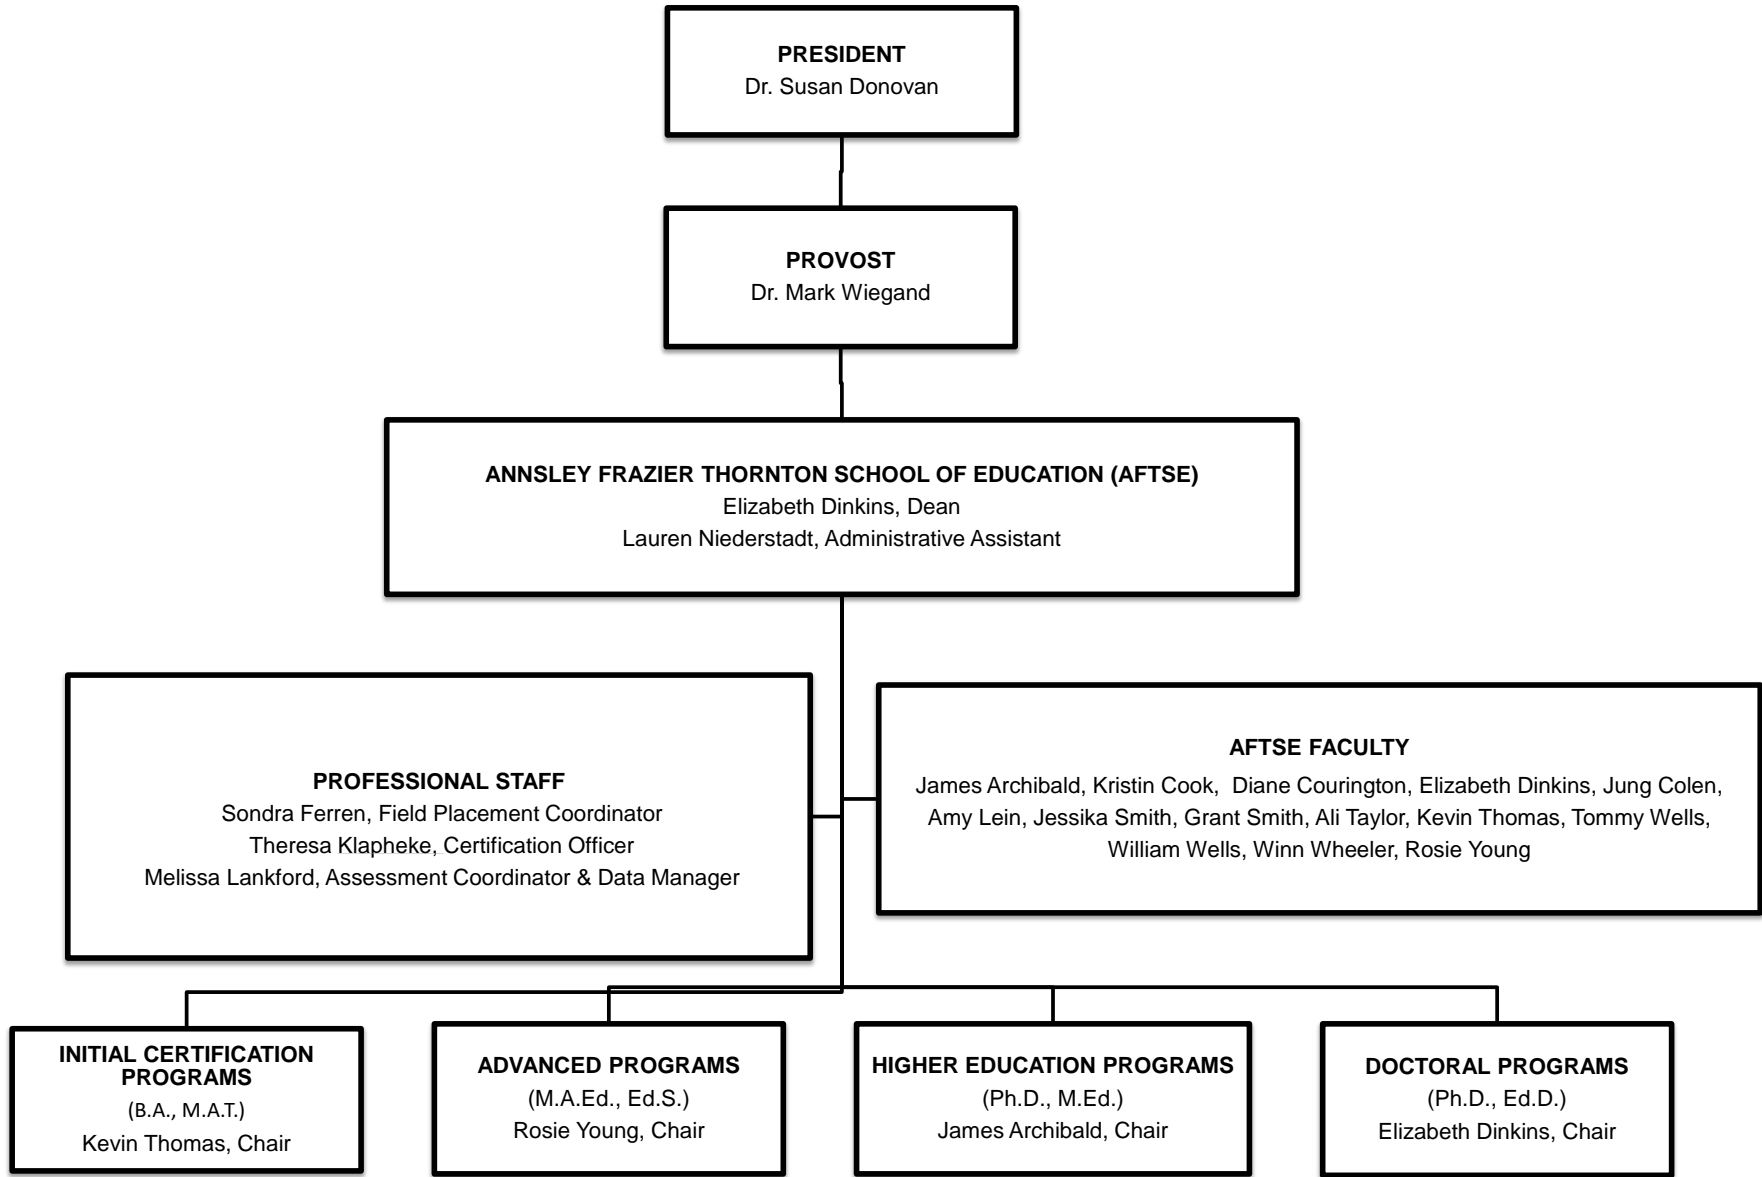 PRESIDENT
Dr. Susan Donovan
PROVOST
Dr. Mark Wiegand
ANNSLEY FRAZIER THORNTON SCHOOL OF EDUCATION (AFTSE)
Elizabeth Dinkins, Dean
Lauren Niederstadt, Administrative Assistant
PROFESSIONAL STAFF
Sondra Ferren, Field Placement Coordinator
Theresa Klapheke, Certification Officer
Melissa Lankford, Assessment Coordinator & Data Manager
AFTSE FACULTY
James Archibald, Kristin Cook, Diane Courington, Elizabeth Dinkins, Jung Colen,
Amy Lein, Jessika Smith, Grant Smith, Ali Taylor, Kevin Thomas, Tommy Wells,
William Wells, Winn Wheeler, Rosie Young
INITIAL CERTIFICATION
PROGRAMS
(B.A., M.A.T.)
Kevin Thomas, Chair
ADVANCED PROGRAMS
(M.A.Ed., Ed.S.)
Rosie Young, Chair
HIGHER EDUCATION PROGRAMS
(Ph.D., M.Ed.)
James Archibald, Chair
DOCTORAL PROGRAMS
(Ph.D., Ed.D.)
Elizabeth Dinkins, Chair